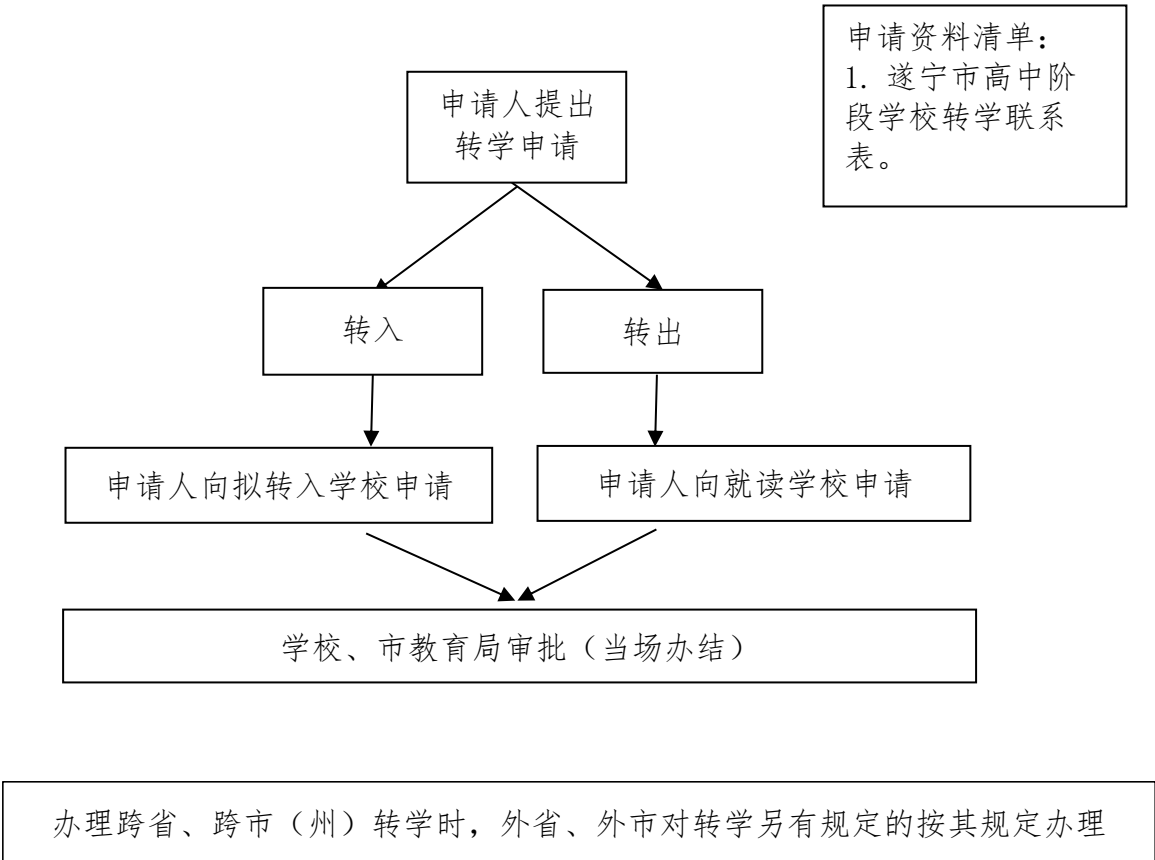 申请资料清单：
1. 遂宁市高中阶
段学校转学联系
表。
申请人提出
转学申请
转入
转出
申请人向拟转入学校申请
申请人向就读学校申请
学校、市教育局审批（当场办结）
办理跨省、跨市（州）转学时，外省、外市对转学另有规定的按其规定办理